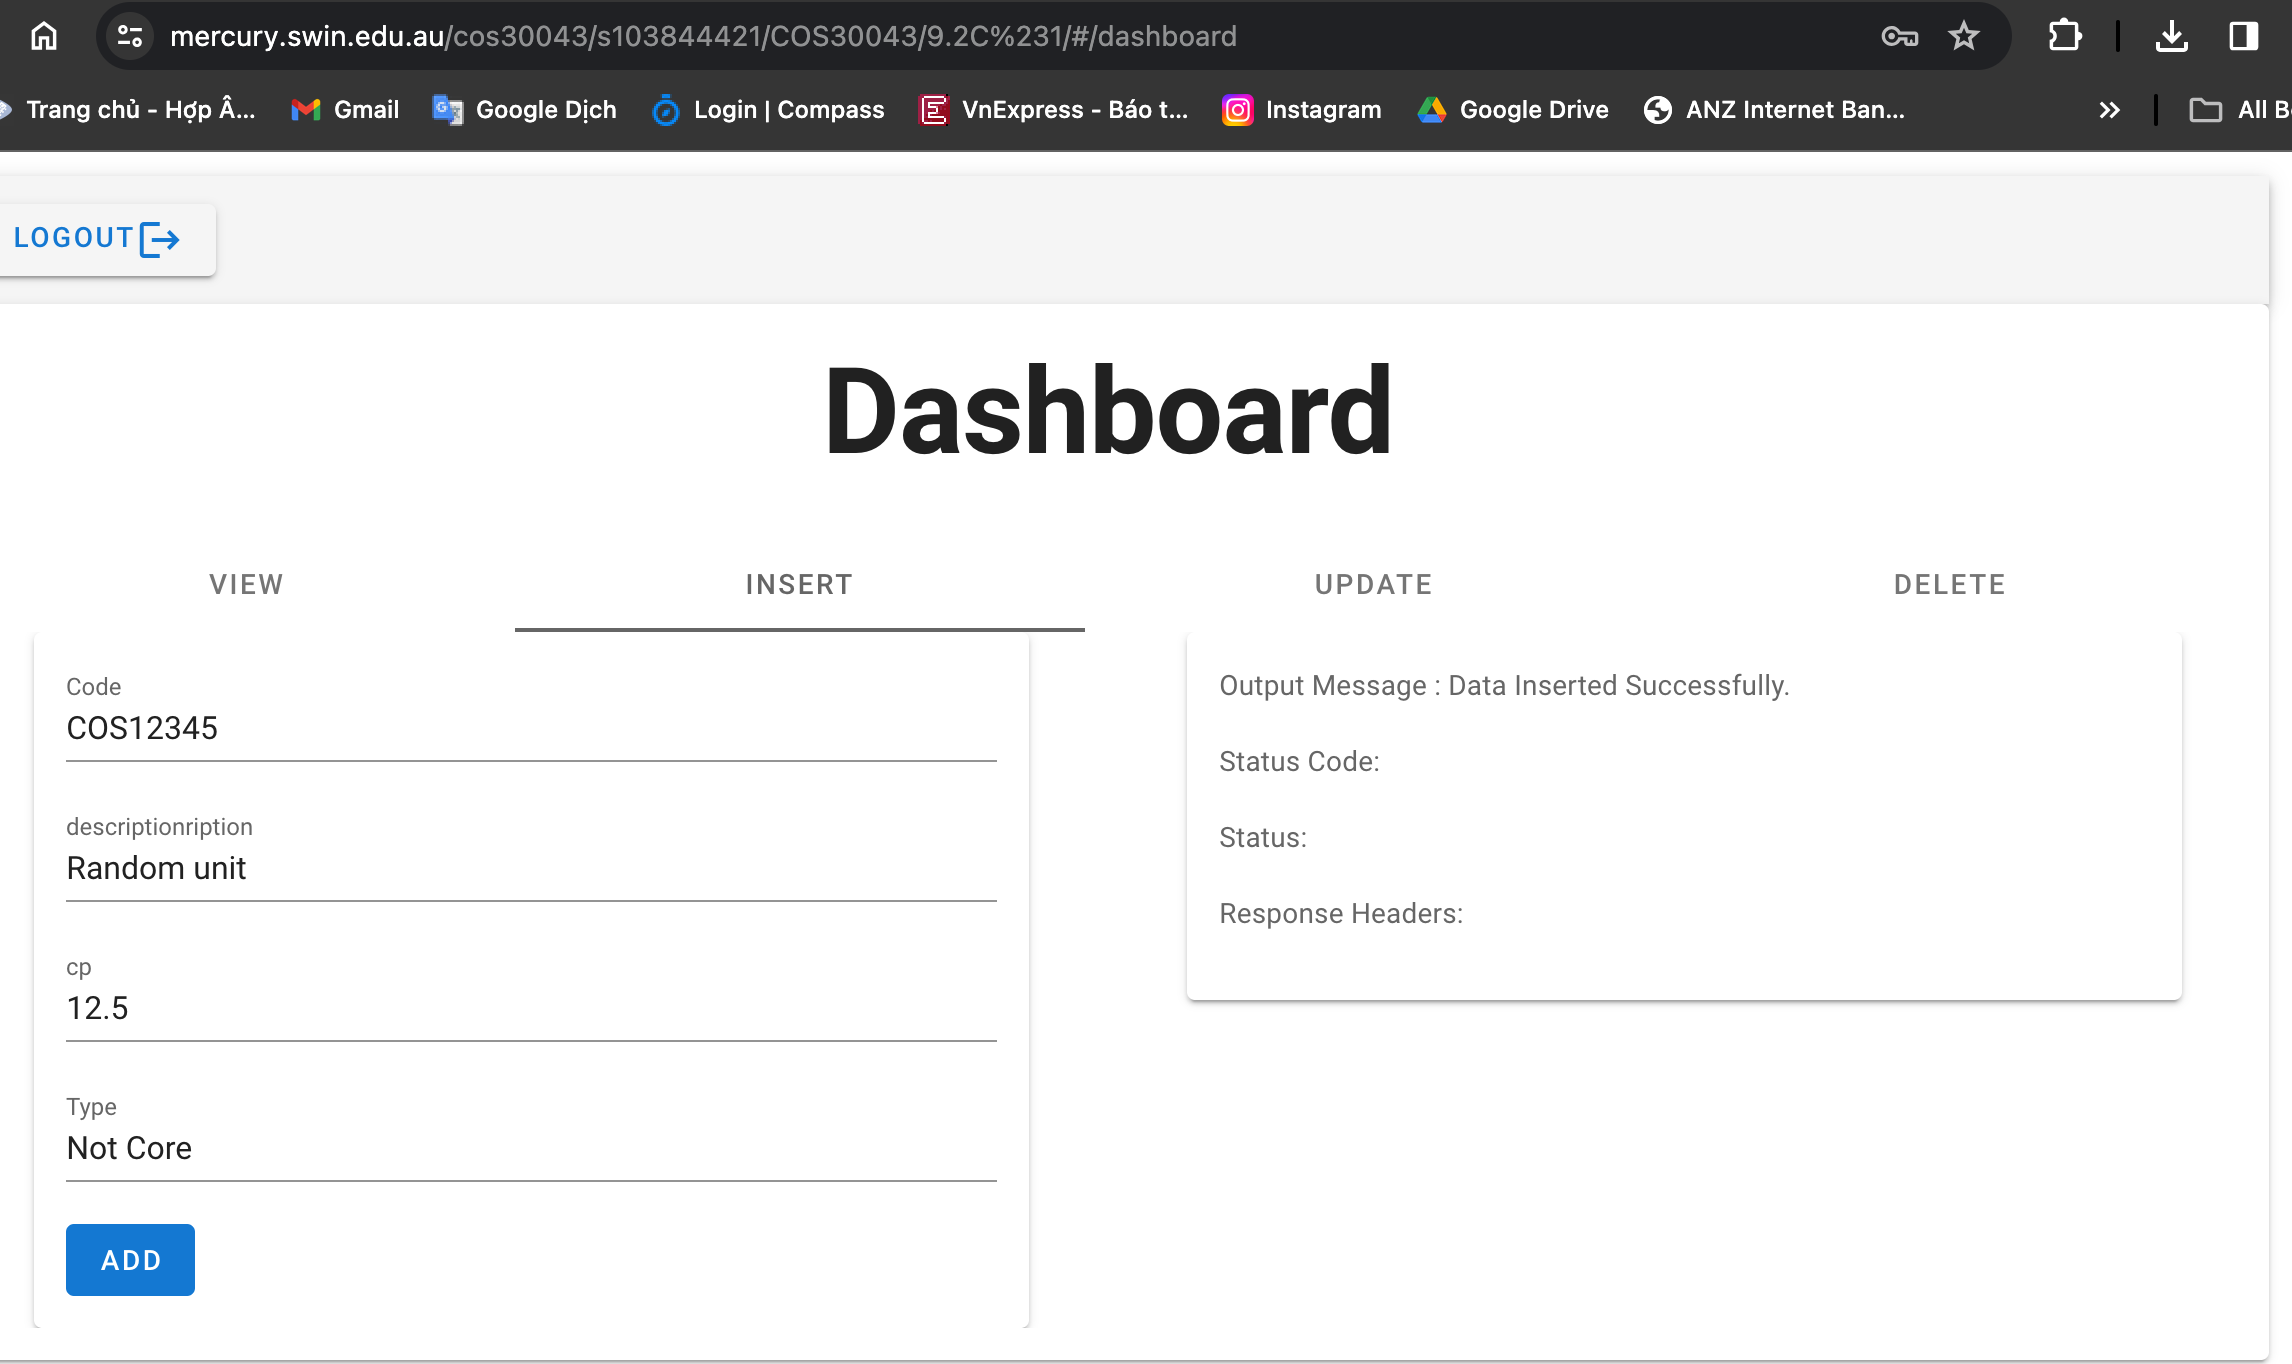 mercury.swin.edu.au/cos30043/s103844421/COS30043/9.2C%231/#/dashboard
Trang chủ - Hợp Â... Gmail Google Dịch Login | Compass VnExpress - Báo t... Instagram Google Drive ANZ Internet Ban... All B
LOGOUT
Dashboard
VIEW INSERT UPDATE DELETE
Code
COS12345
descriptionription
Random unit
cp
12.5
Type
Not Core
ADD
Output Message : Data Inserted Successfully.
Status Code:
Status:
Response Headers: